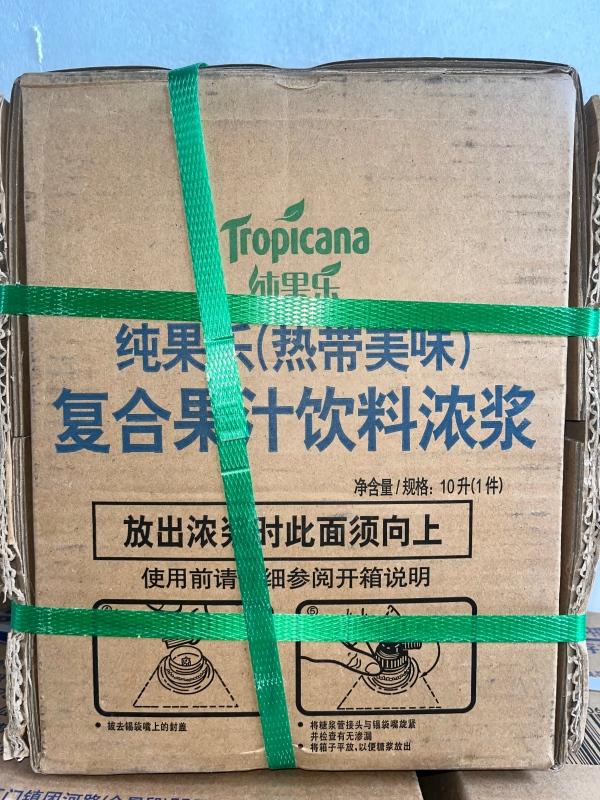 Tropicana
纯果乐
纯果乐(热带美味)
复合果汁饮料浓浆
净含量/规格: 10升(1件)
放出浓浆时此面须向上
使用前请仔细参阅开箱说明
⑥
• 拔去锡袋嘴上的封盖
• 将糖浆管接头与锡袋嘴旋紧
并检查有无渗漏
• 将箱子平放,以便糖浆放出